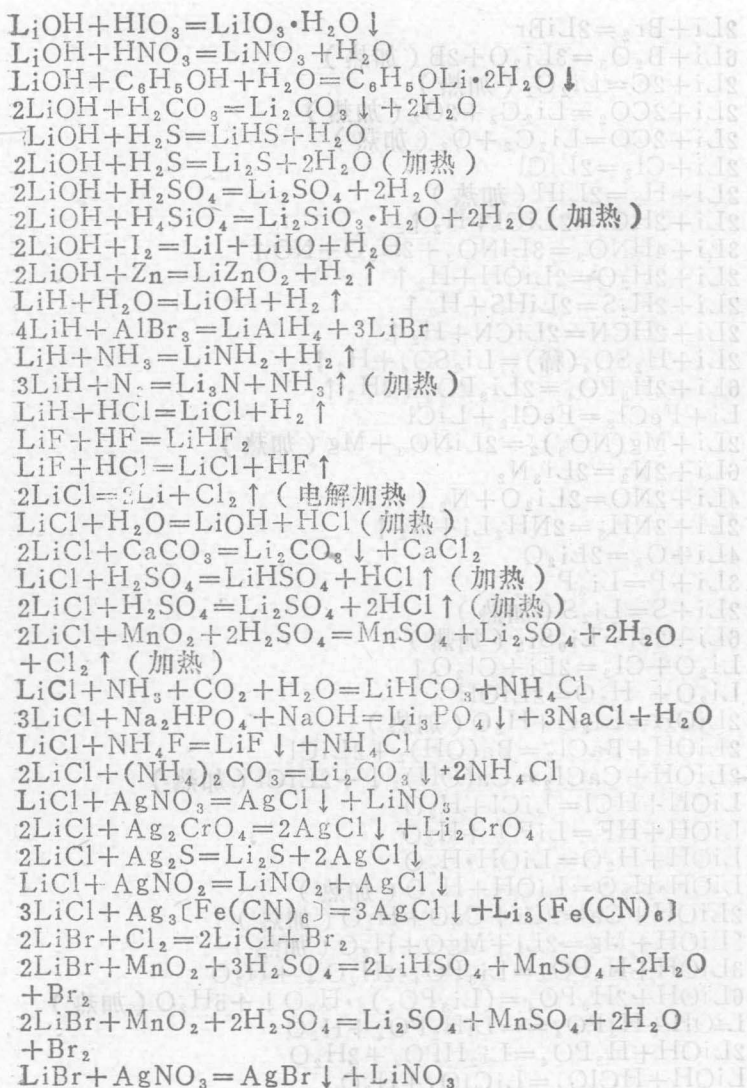 LiOH+HIO₃=LiIO₃·H₂O↓
LiOH+HNO₃=LiNO₃+H₂O
LiOH+C₆H₅OH+H₂O=C₆H₅OLi·2H₂O↓
2LiOH+H₂CO₃=Li₂CO₃↓+2H₂O
LiOH+H₂S=LiHS+H₂O
2LiOH+H₂S=Li₂S+2H₂O(加热)
2LiOH+H₂SO₄=Li₂SO₄+2H₂O
2LiOH+H₄SiO₄=Li₂SiO₃·H₂O+2H₂O(加热)
2LiOH+I₂=LiI+LiIO+H₂O
2LiOH+Zn=LiZnO₂+H₂↑
LiH+H₂O=LiOH+H₂↑
4LiH+AlBr₃=LiAlH₄+3LiBr
LiH+NH₃=LiNH₂+H₂↑
3LiH+N₂=Li₃N+NH₃↑(加热)
LiH+HCl=LiCl+H₂↑
LiF+HF=LiHF₂
LiF+HCl=LiCl+HF↑
2LiCl=2Li+Cl₂↑(电解加热)
LiCl+H₂O=LiOH+HCl(加热)
2LiCl+CaCO₃=Li₂CO₃↓+CaCl₂
LiCl+H₂SO₄=LiHSO₄+HCl↑(加热)
2LiCl+H₂SO₄=Li₂SO₄+2HCl↑(加热)
2LiCl+MnO₂+2H₂SO₄=MnSO₄+Li₂SO₄+2H₂O
+Cl₂↑(加热)
LiCl+NH₃+CO₂+H₂O=LiHCO₃+NH₄Cl
3LiCl+Na₂HPO₄+NaOH=Li₃PO₄↓+3NaCl+H₂O
LiCl+NH₄F=LiF↓+NH₄Cl
2LiCl+(NH₄)₂CO₃=Li₂CO₃↓+2NH₄Cl
LiCl+AgNO₃=AgCl↓+LiNO₃
2LiCl+Ag₂CrO₄=2AgCl↓+Li₂CrO₄
2LiCl+Ag₂S=Li₂S+2AgCl↓
LiCl+AgNO₂=LiNO₂+AgCl↓
3LiCl+Ag₃[Fe(CN)₆]=3AgCl↓+Li₃[Fe(CN)₆]
2LiBr+Cl₂=2LiCl+Br₂
2LiBr+MnO₂+3H₂SO₄=2LiHSO₄+MnSO₄+2H₂O
+Br₂
2LiBr+MnO₂+2H₂SO₄=Li₂SO₄+MnSO₄+2H₂O
+Br₂
LiBr+AgNO₃=AgBr↓+LiNO₃